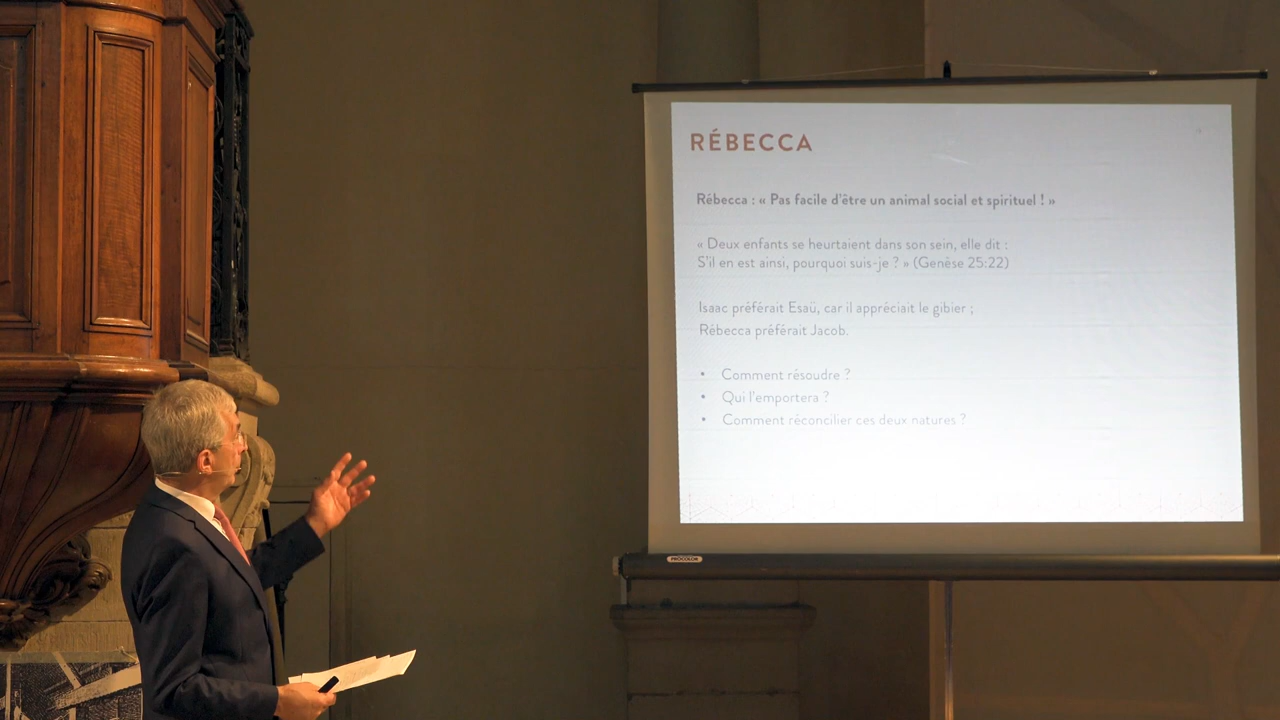 RÉBECCA
Rébecca : « Pas facile d'être un animal social et spirituel ! »
« Deux enfants se heurtaient dans son sein, elle dit :
S'il en est ainsi, pourquoi suis-je ? » (Genèse 25:22)
Isaac préférait Esaü, car il appréciait le gibier ;
Rébecca préférait Jacob.
• Comment résoudre ?
• Qui l'emportera ?
• Comment réconcilier ces deux natures ?
PROCOLOR